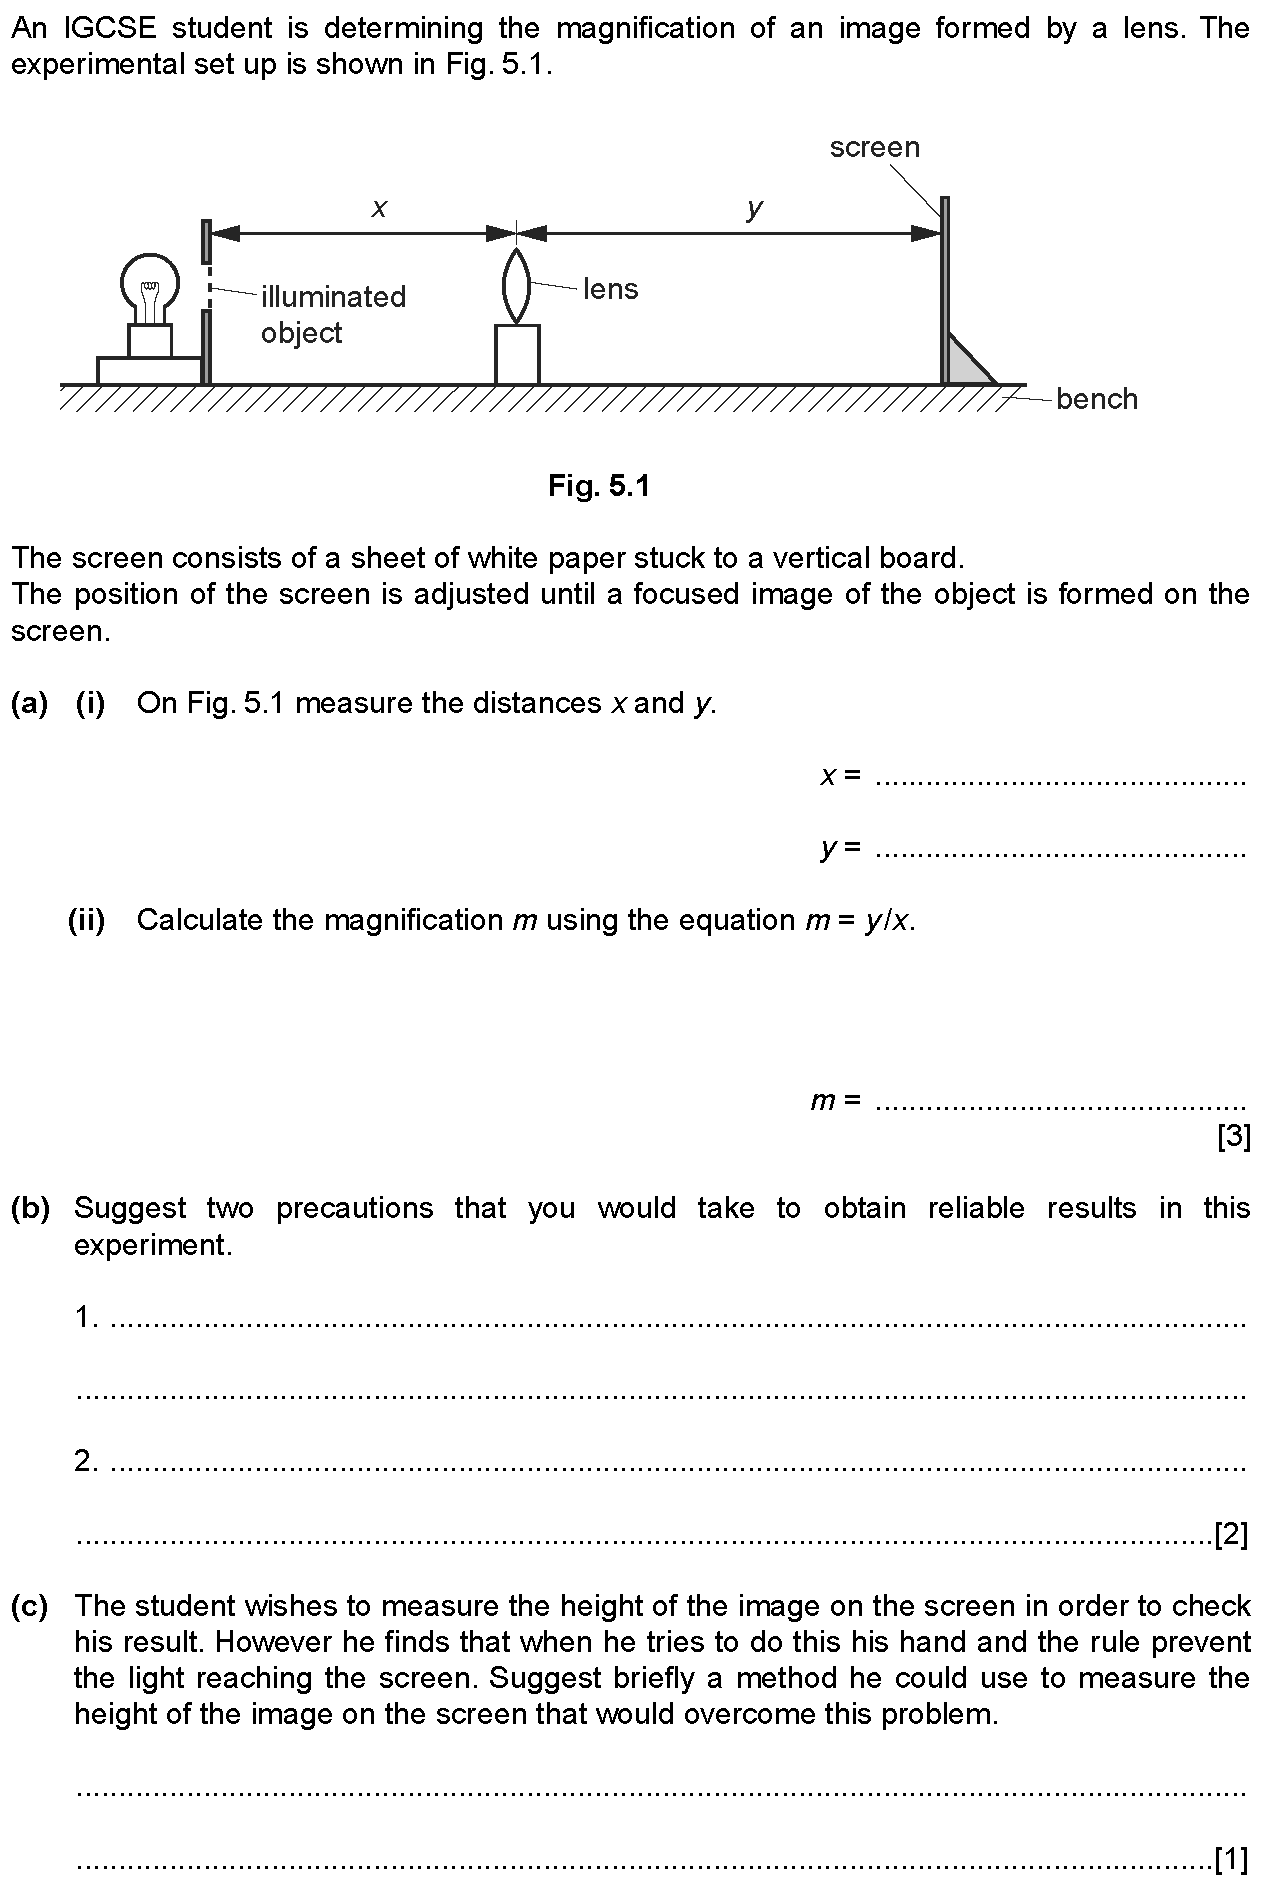 An IGCSE student is determining the magnification of an image formed by a lens. The
experimental set up is shown in Fig. 5.1.
screen
x
y
lens
illuminated
object
bench
Fig. 5.1
The screen consists of a sheet of white paper stuck to a vertical board.
The position of the screen is adjusted until a focused image of the object is formed on the
screen.
(a) (i) On Fig. 5.1 measure the distances x and y.
x = ............................................
y = ............................................
(ii) Calculate the magnification m using the equation m = y/x.
m = ............................................
[3]
(b) Suggest two precautions that you would take to obtain reliable results in this
experiment.
1. ......................................................................................................................................
..........................................................................................................................................
2. ......................................................................................................................................
......................................................................................................................................[2]
(c) The student wishes to measure the height of the image on the screen in order to check
his result. However he finds that when he tries to do this his hand and the rule prevent
the light reaching the screen. Suggest briefly a method he could use to measure the
height of the image on the screen that would overcome this problem.
..........................................................................................................................................
......................................................................................................................................[1]